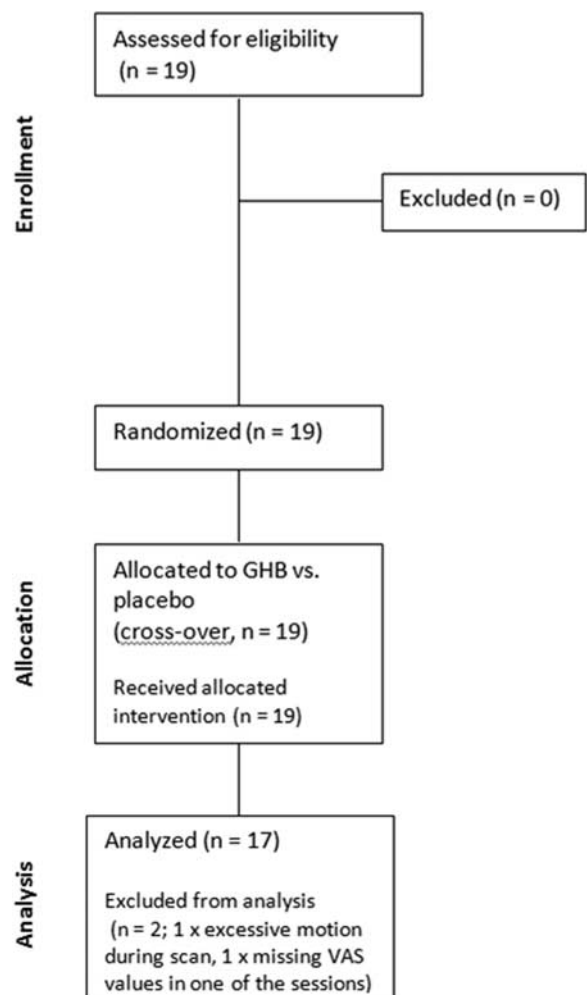 Assessed for eligibility
(n = 19)
Enrollment
Excluded (n = 0)
Randomized (n = 19)
Allocation
Allocated to GHB vs.
placebo
(cross-over, n = 19)
Received allocated
intervention (n = 19)
Analysis
Analyzed (n = 17)
Excluded from analysis
(n = 2; 1 x excessive motion
during scan, 1 x missing VAS
values in one of the sessions)